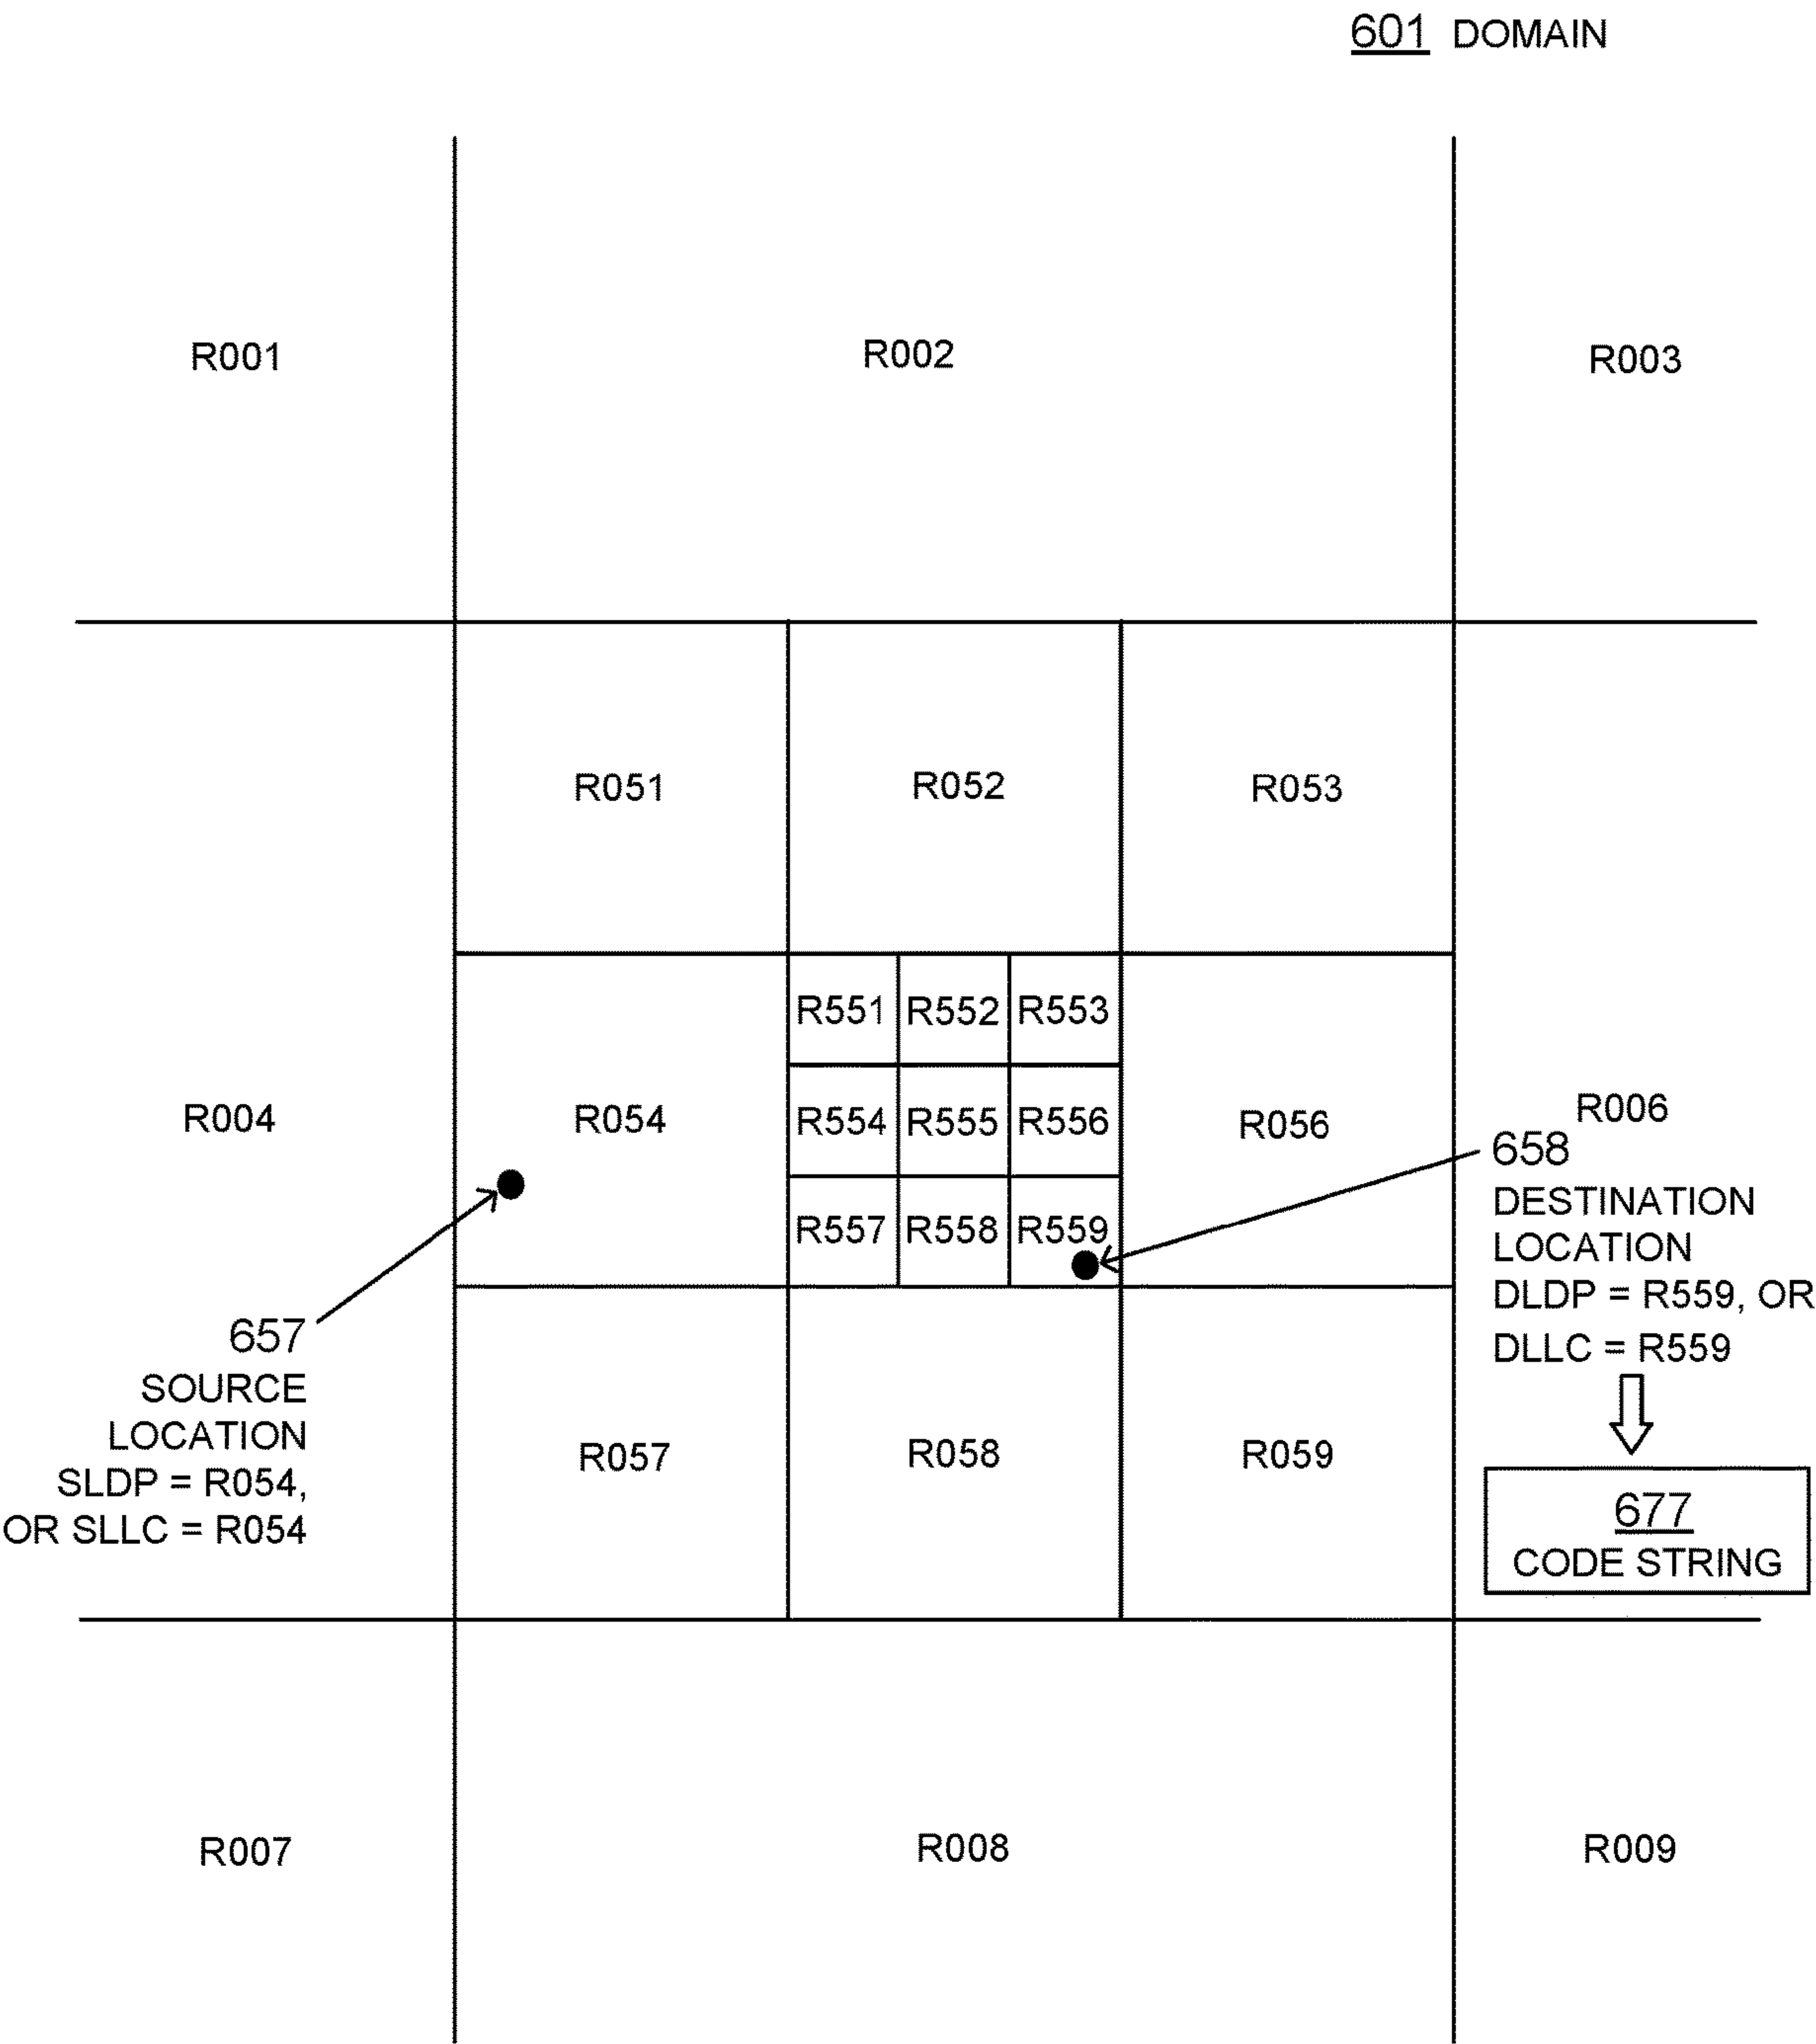 601 DOMAIN
R001 R002 R003
R051 R052 R053
R551 R552 R553
R004 R054 R554 R555 R556 R056 R006
R557 R558 R559
658
DESTINATION
LOCATION
DLDP = R559, OR
DLLC = R559
657
SOURCE
LOCATION
SLDP = R054,
OR SLLC = R054
R057 R058 R059
677
CODE STRING
R007 R008 R009